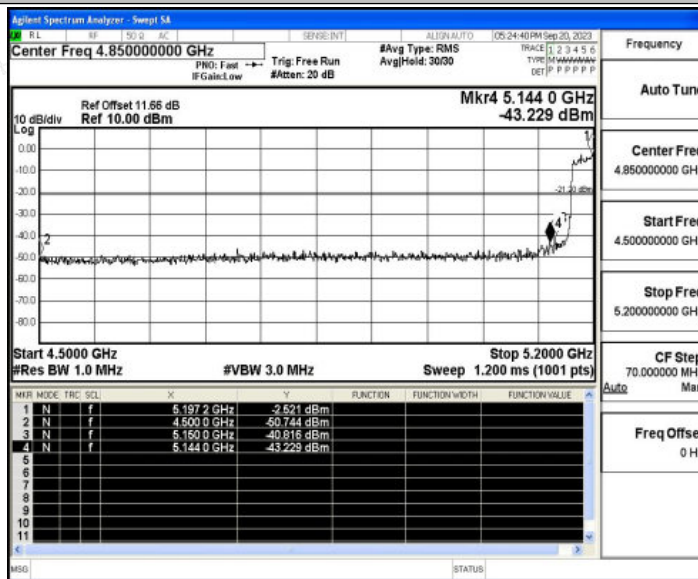 Agilent Spectrum Analyzer - Swept SA
RL RF 50 Ω AC SENSE:INT ALIGN AUTO 05:24:40 PM Sep 20, 2023
Center Freq 4.850000000 GHz
PNO: Fast
IFGain:Low
Trig: Free Run
#Atten: 20 dB
#Avg Type: RMS
Avg|Hold: 30/30
TRACE 1 2 3 4 5 6
TYPE
DET P P P P P P
Frequency
Mkr4 5.144 0 GHz
-43.229 dBm
Ref Offset 11.66 dB
10 dB/div Ref 10.00 dBm
Log
0.00
-10.0
-20.0
-30.0
-40.0
-50.0
-60.0
-70.0
-80.0
-21.20 dBm
1
2
4
Start 4.5000 GHz Stop 5.2000 GHz
#Res BW 1.0 MHz #VBW 3.0 MHz Sweep 1.200 ms (1001 pts)
MKR MODE TRC SCL X Y FUNCTION FUNCTION WIDTH FUNCTION VALUE
1 N f 5.197 2 GHz -2.521 dBm
2 N f 4.500 0 GHz -50.744 dBm
3 N f 5.150 0 GHz -40.816 dBm
4 N f 5.144 0 GHz -43.229 dBm
5
6
7
8
9
10
11
MSG STATUS
Auto Tun
Center Fre
4.850000000 GH
Start Fre
4.500000000 GH
Stop Fre
5.200000000 GH
CF Step
70.000000 MH
Auto Ma
Freq Offse
0 H